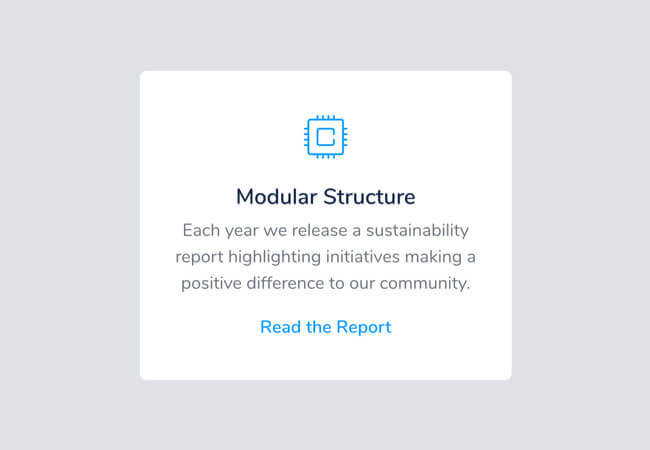 Modular Structure
Each year we release a sustainability
report highlighting initiatives making a
positive difference to our community.
Read the Report